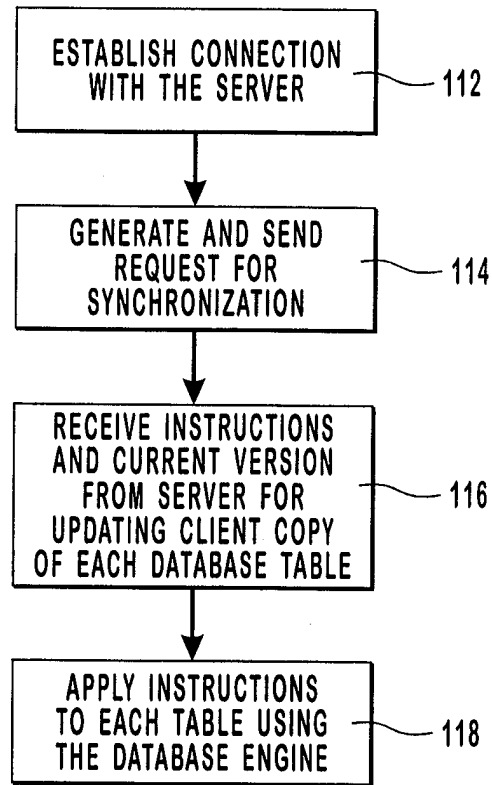 ESTABLISH CONNECTION
WITH THE SERVER
112
GENERATE AND SEND
REQUEST FOR
SYNCHRONIZATION
114
RECEIVE INSTRUCTIONS
AND CURRENT VERSION
FROM SERVER FOR
UPDATING CLIENT COPY
OF EACH DATABASE TABLE
116
APPLY INSTRUCTIONS
TO EACH TABLE USING
THE DATABASE ENGINE
118